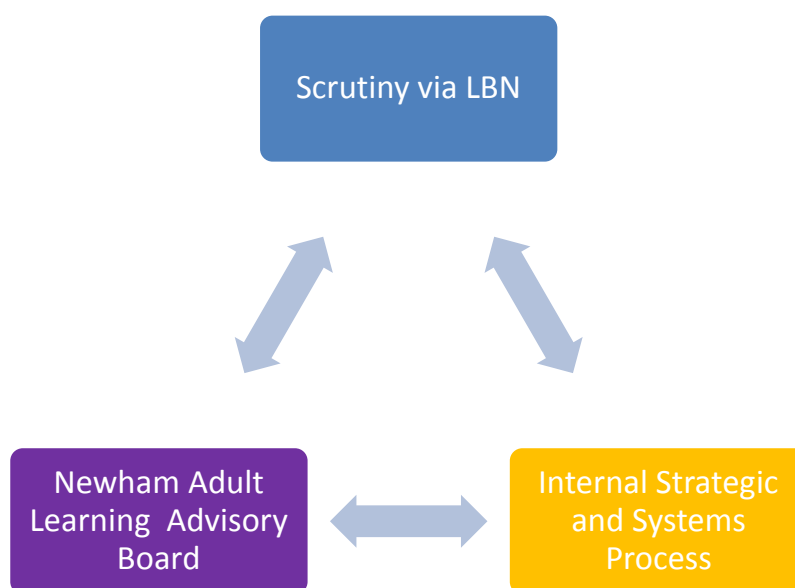 Scrutiny via LBN
Newham Adult
Learning  Advisory
Board
Internal Strategic
and Systems
Process